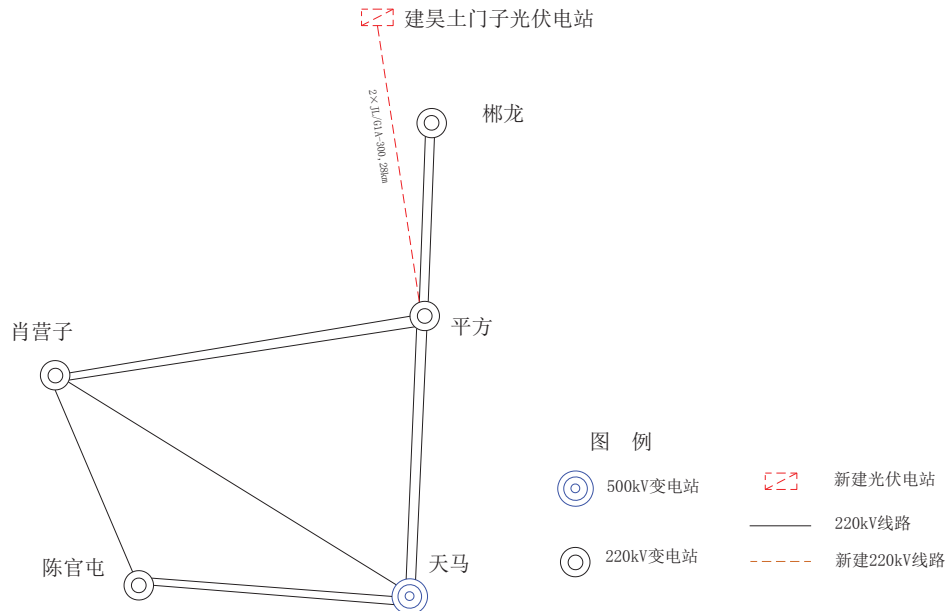 建昊土门子光伏电站
2×JL/G1A-300,28km
郴龙
平方
肖营子
陈官屯
天马
图 例
500kV变电站
220kV变电站
新建光伏电站
220kV线路
新建220kV线路